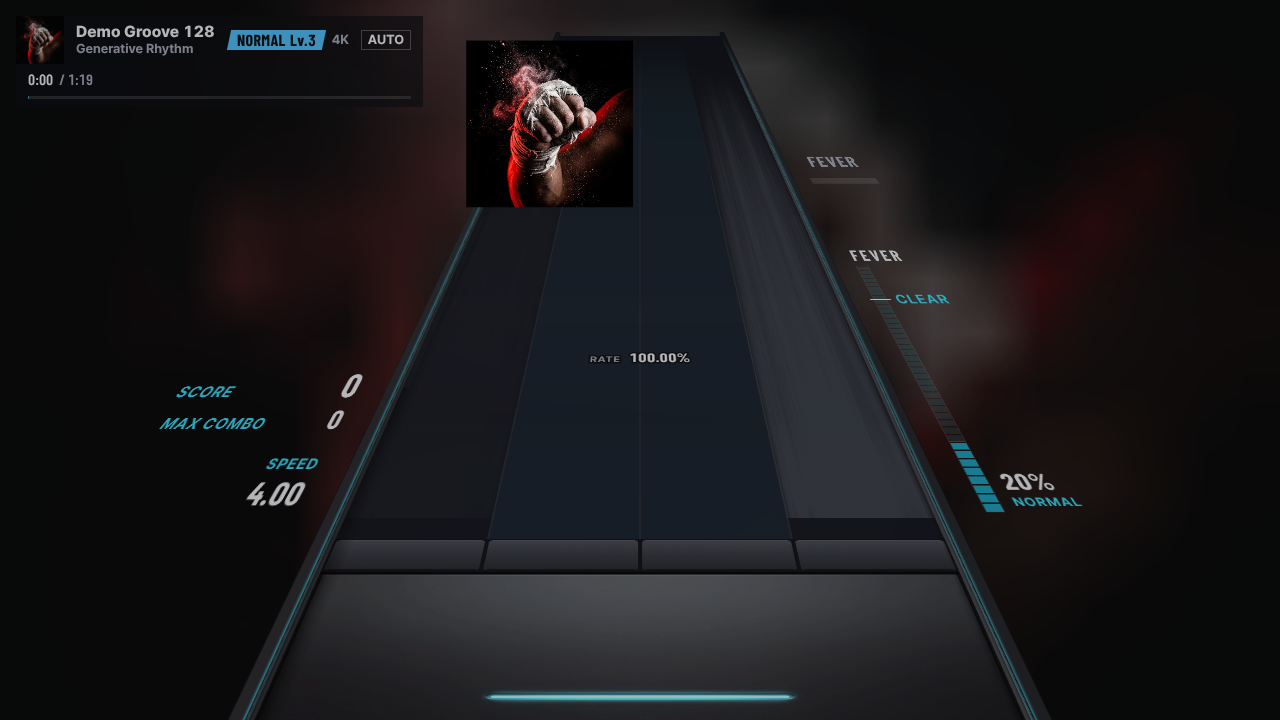 Demo Groove 128
Generative Rhythm
NORMAL Lv.3
4K
AUTO
0:00 / 1:19
FEVER
FEVER
CLEAR
RATE 100.00%
SCORE 0
MAX COMBO 0
SPEED
4.00
20%
NORMAL